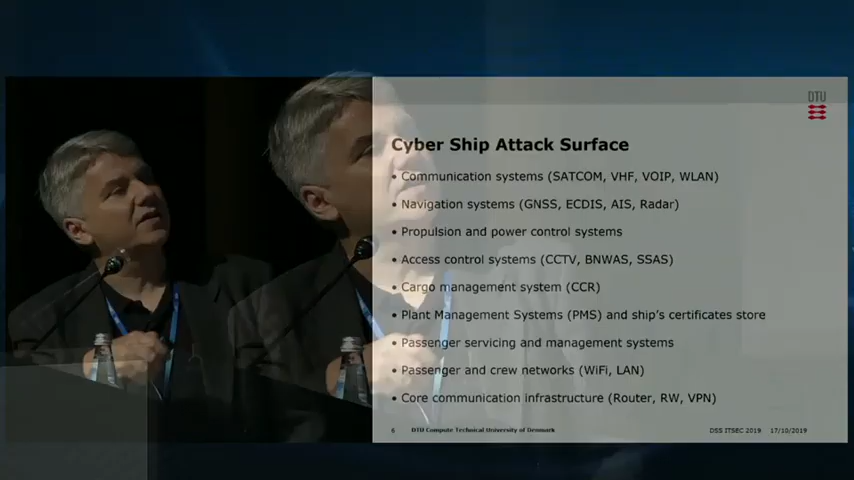 DTU
Cyber Ship Attack Surface
• Communication systems (SATCOM, VHF, VOIP, WLAN)
• Navigation systems (GNSS, ECDIS, AIS, Radar)
• Propulsion and power control systems
• Access control systems (CCTV, BNWAS, SSAS)
• Cargo management system (CCR)
• Plant Management Systems (PMS) and ship's certificates store
• Passenger servicing and management systems
• Passenger and crew networks (WiFi, LAN)
• Core communication infrastructure (Router, RW, VPN)
6 DTU Compute Technical University of Denmark DSS ITSEC 2019 17/10/2019